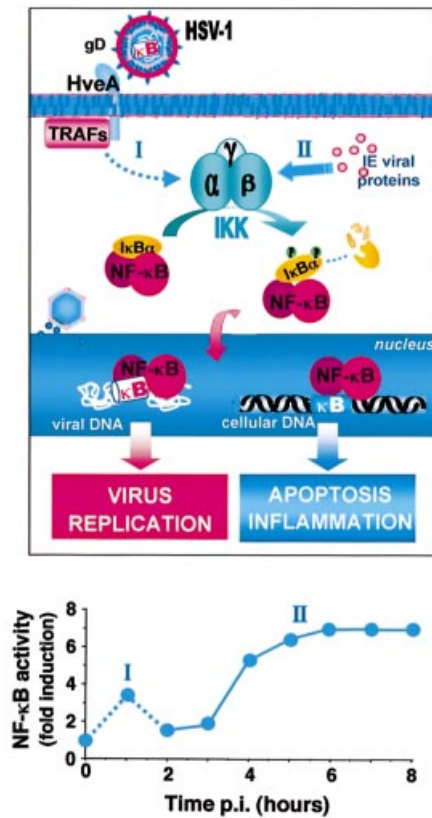 HSV-1
gD
κB
HveA
TRAFs
I
II
γ
α β
IKK
IE viral
proteins
IκBα
NF-κB
P P
IκBα
NF-κB
nucleus
NF-κB
κB
viral DNA
NF-κB
κB
cellular DNA
VIRUS
REPLICATION
APOPTOSIS
INFLAMMATION
NF-κB activity
(fold induction)
8
6
4
2
0
I
II
0 2 4 6 8
Time p.i. (hours)